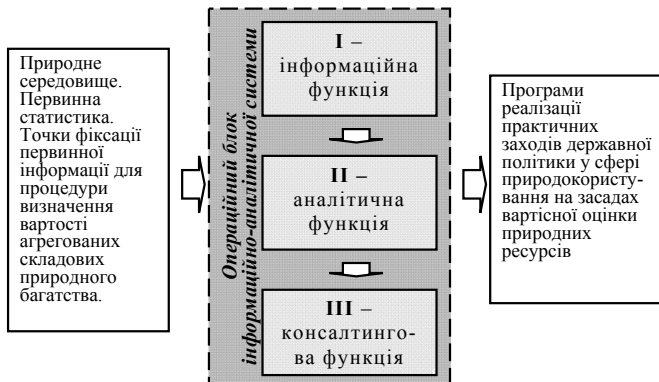 Природне
середовище.
Первинна
статистика.
Точки фіксації
первинної
інформації для
процедури
визначення
вартості
агрегованих
складових
природного
багатства.
Операційний блок
інформаційно-аналітичної системи
I –
інформаційна
функція
II –
аналітична
функція
III –
консалтинго-
ва функція
Програми
реалізації
практичних
заходів державної
політики у сфері
природокористу-
вання на засадах
вартісної оцінки
природних
ресурсів